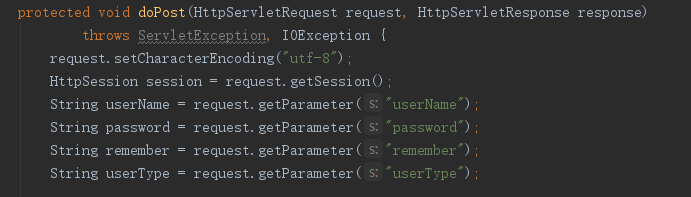 protected void doPost(HttpServletRequest request, HttpServletResponse response)
throws ServletException, IOException {
request.setCharacterEncoding("utf-8");
HttpSession session = request.getSession();
String userName = request.getParameter( s: "userName");
String password = request.getParameter( s: "password");
String remember = request.getParameter( s: "remember");
String userType = request.getParameter( s: "userType");